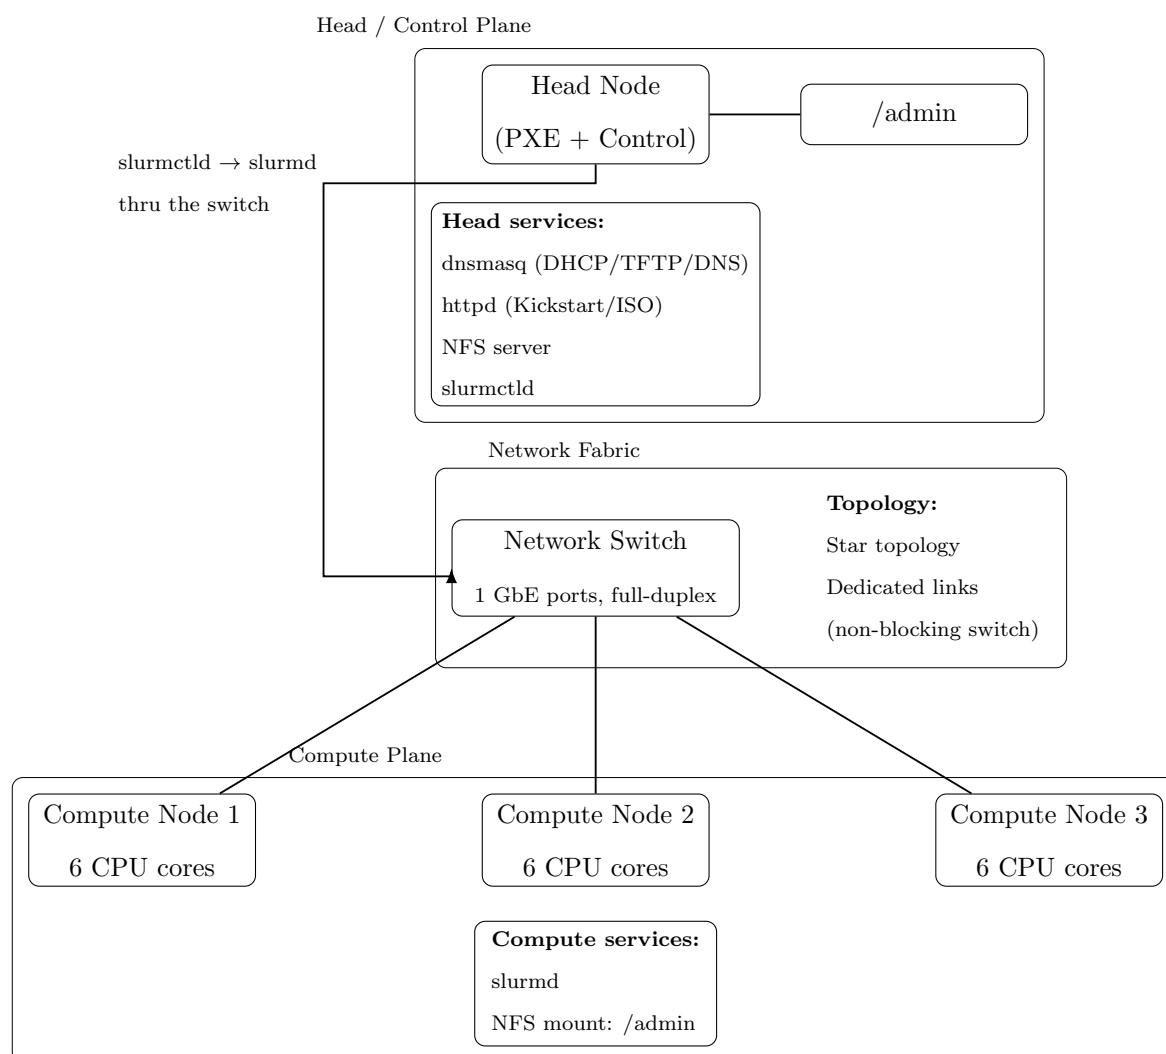 Head / Control Plane
Head Node
(PXE + Control)
/admin
slurmctld → slurmd
thru the switch
Head services:
dnsmasq (DHCP/TFTP/DNS)
httpd (Kickstart/ISO)
NFS server
slurmctld
Network Fabric
Network Switch
1 GbE ports, full-duplex
Topology:
Star topology
Dedicated links
(non-blocking switch)
Compute Plane
Compute Node 1
6 CPU cores
Compute Node 2
6 CPU cores
Compute Node 3
6 CPU cores
Compute services:
slurmd
NFS mount: /admin